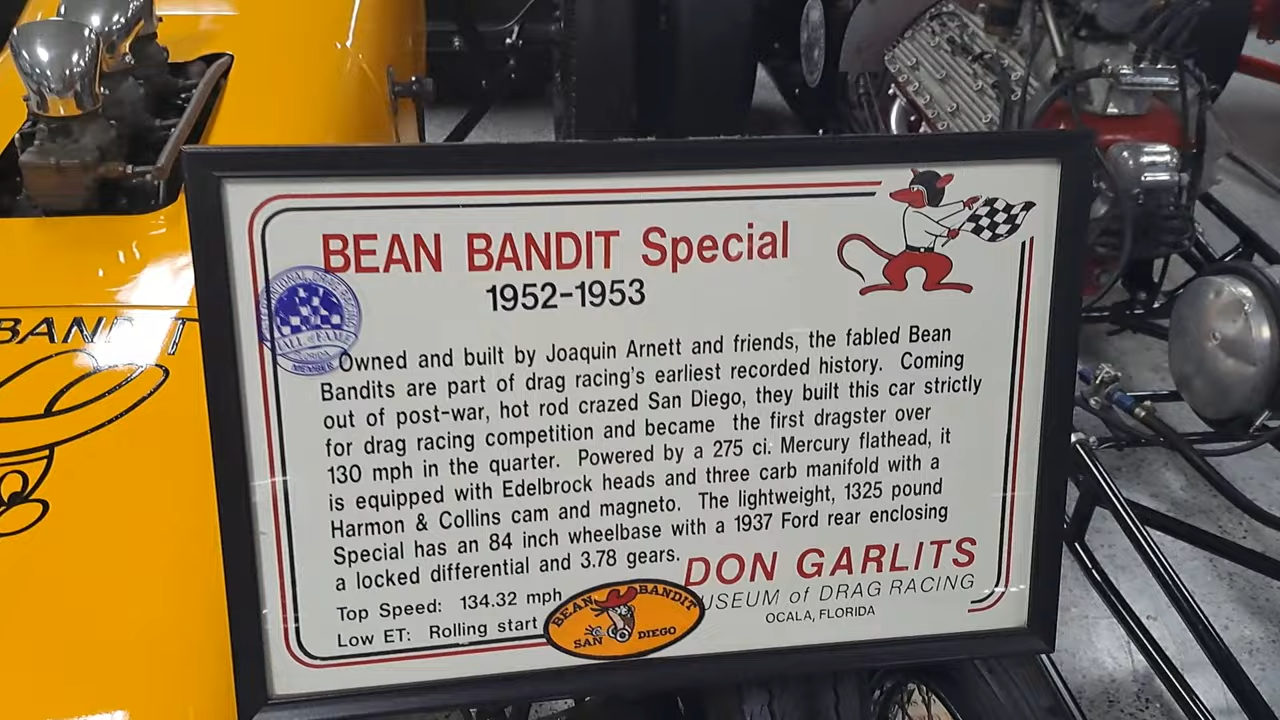 BEAN BANDIT Special
1952-1953
Owned and built by Joaquin Arnett and friends, the fabled Bean
Bandits are part of drag racing's earliest recorded history. Coming
out of post-war, hot rod crazed San Diego, they built this car strictly
for drag racing competition and became the first dragster over
130 mph in the quarter. Powered by a 275 ci. Mercury flathead, it
is equipped with Edelbrock heads and three carb manifold with a
Harmon & Collins cam and magneto. The lightweight, 1325 pound
Special has an 84 inch wheelbase with a 1937 Ford rear enclosing
a locked differential and 3.78 gears.
Top Speed: 134.32 mph
Low ET: Rolling start
BEAN BANDIT
SAN DIEGO
DON GARLITS
USEUM of DRAG RACING
OCALA, FLORIDA
HALL of FAME
FLORIDA
MEMBER
BANDIT